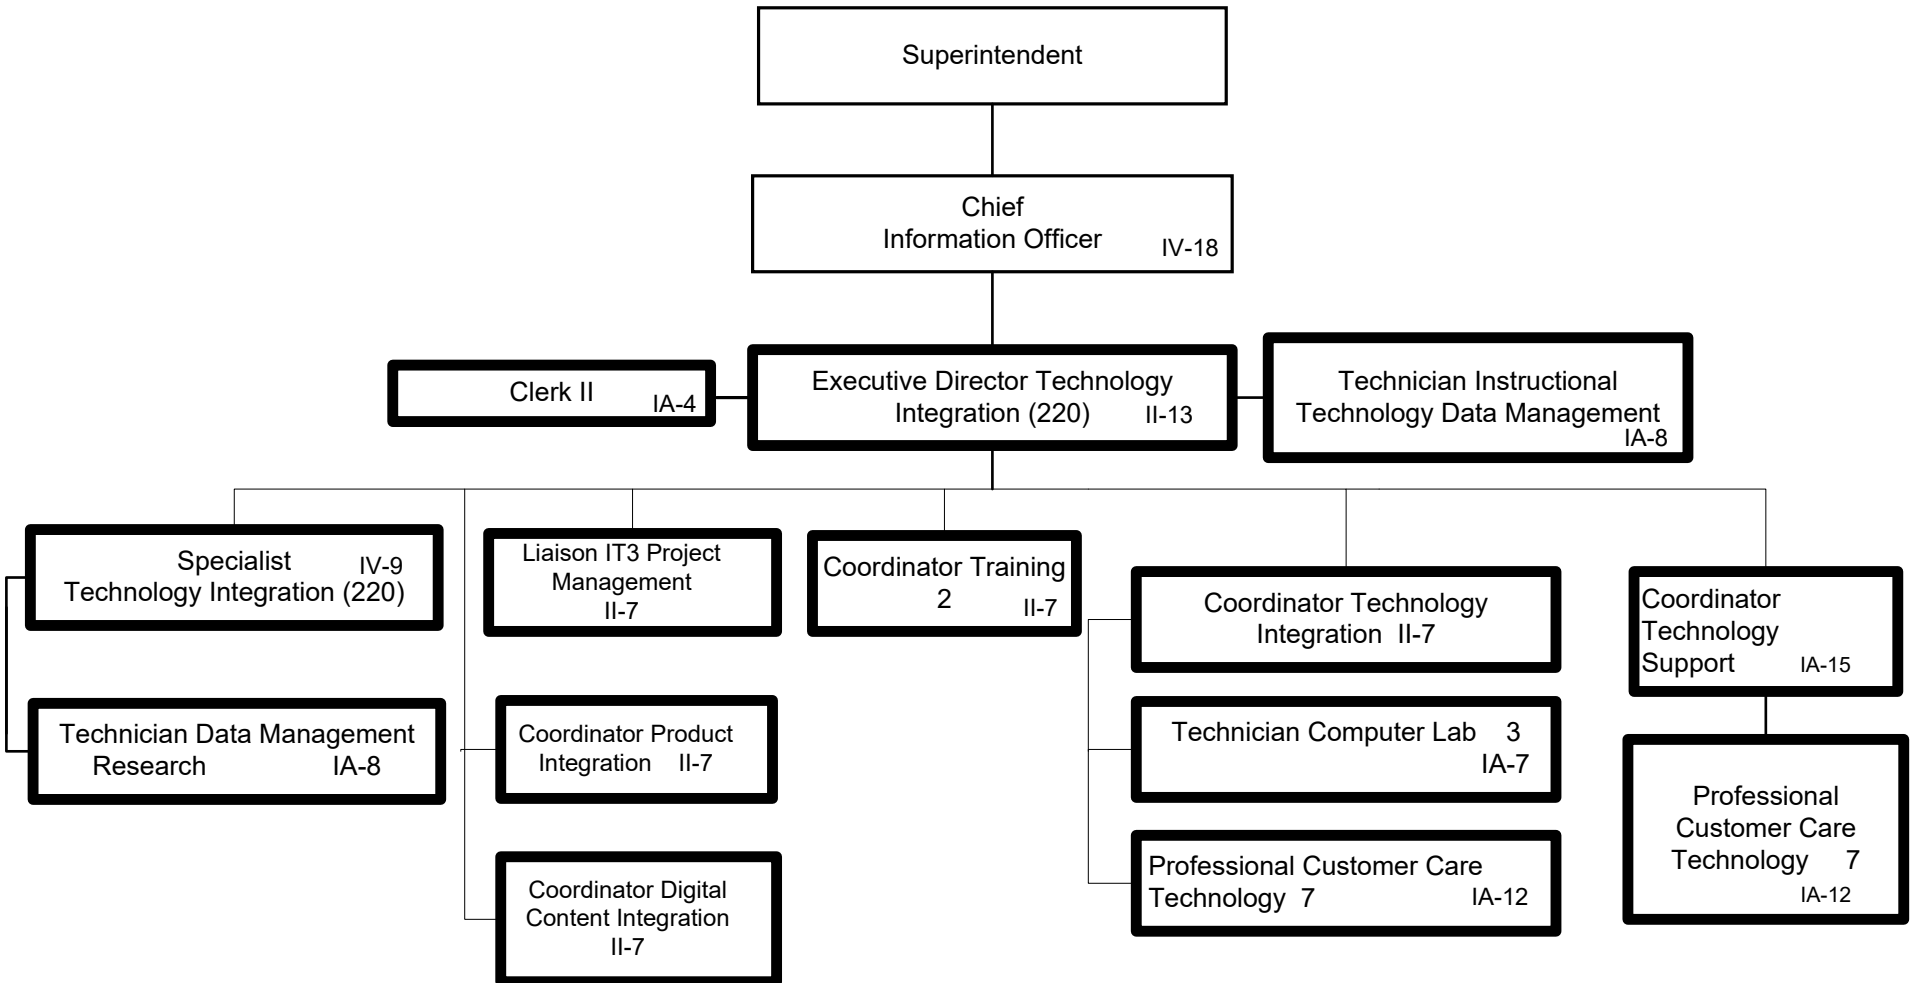 Superintendent
Chief
Information Officer IV-18
Clerk II IA-4
Executive Director Technology
Integration (220) II-13
Technician Instructional
Technology Data Management
IA-8
Specialist IV-9
Technology Integration (220)
Liaison IT3 Project
Management
II-7
Coordinator Training
2 II-7
Coordinator Technology
Integration II-7
Coordinator
Technology
Support IA-15
Technician Data Management
Research IA-8
Coordinator Product
Integration II-7
Technician Computer Lab 3
IA-7
Professional
Customer Care
Technology 7
IA-12
Coordinator Digital
Content Integration
II-7
Professional Customer Care
Technology 7 IA-12